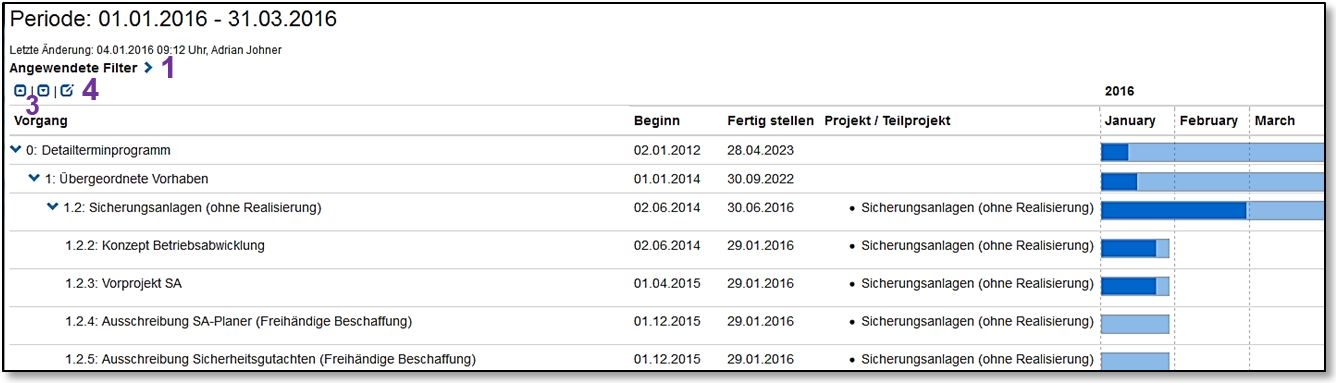 Periode: 01.01.2016 - 31.03.2016
Letzte Änderung: 04.01.2016 09:12 Uhr, Adrian Johner
Angewendete Filter 1
| | 4 2016
3
Vorgang Beginn Fertig stellen Projekt / Teilprojekt January February March
0: Detailterminprogramm 02.01.2012 28.04.2023
1: Übergeordnete Vorhaben 01.01.2014 30.09.2022
1.2: Sicherungsanlagen (ohne Realisierung) 02.06.2014 30.06.2016 • Sicherungsanlagen (ohne Realisierung)
1.2.2: Konzept Betriebsabwicklung 02.06.2014 29.01.2016 • Sicherungsanlagen (ohne Realisierung)
1.2.3: Vorprojekt SA 01.04.2015 29.01.2016 • Sicherungsanlagen (ohne Realisierung)
1.2.4: Ausschreibung SA-Planer (Freihändige Beschaffung) 01.12.2015 29.01.2016 • Sicherungsanlagen (ohne Realisierung)
1.2.5: Ausschreibung Sicherheitsgutachten (Freihändige Beschaffung) 01.12.2015 29.01.2016 • Sicherungsanlagen (ohne Realisierung)